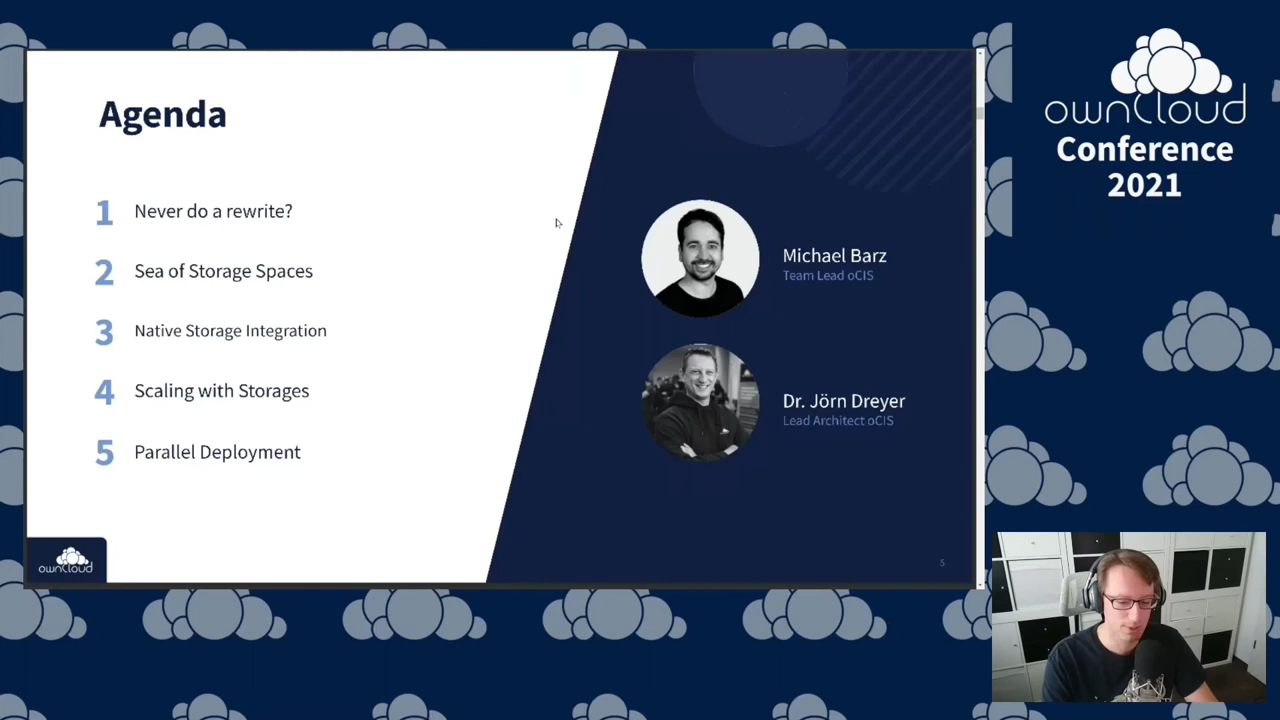 Agenda
1 Never do a rewrite?
2 Sea of Storage Spaces
3 Native Storage Integration
4 Scaling with Storages
5 Parallel Deployment
Michael Barz
Team Lead oCIS
Dr. Jörn Dreyer
Lead Architect oCIS
5
ownCloud
ownCloud
Conference
2021